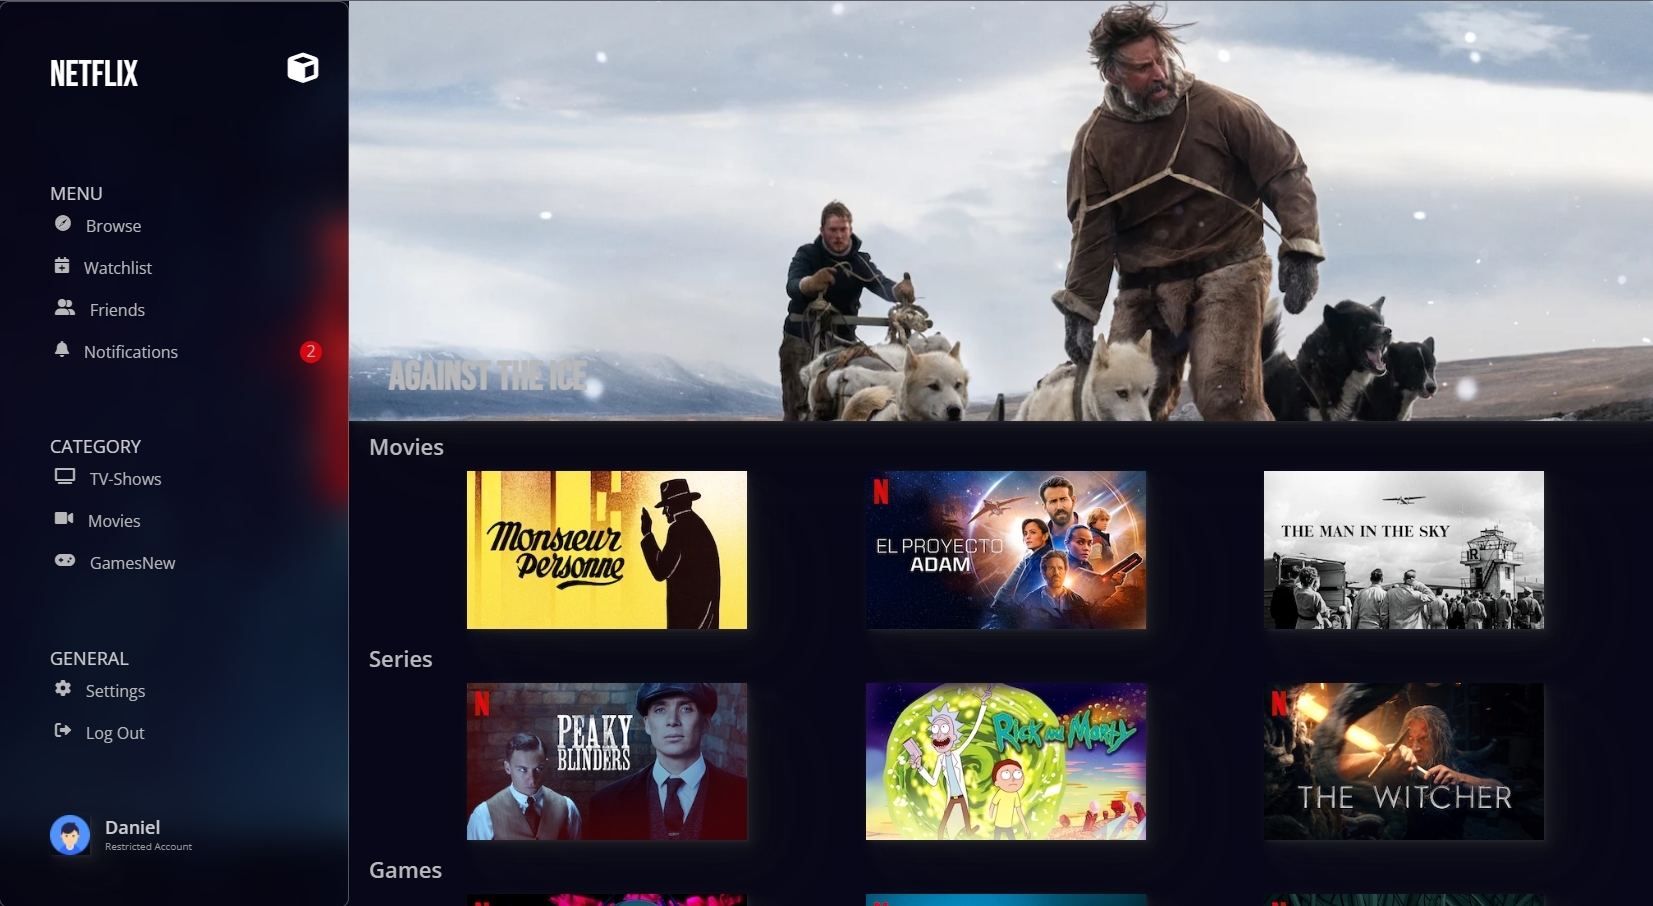 NETFLIX
MENU
Browse
Watchlist
Friends
Notifications 2
CATEGORY
TV-Shows
Movies
GamesNew
GENERAL
Settings
Log Out
Daniel
Restricted Account
AGAINST THE ICE
Movies
Monsieur
Personne
N
EL PROYECTO
ADAM
THE MAN IN THE SKY
Series
N
PEAKY
BLINDERS
Rick and Morty
N
THE WITCHER
Games